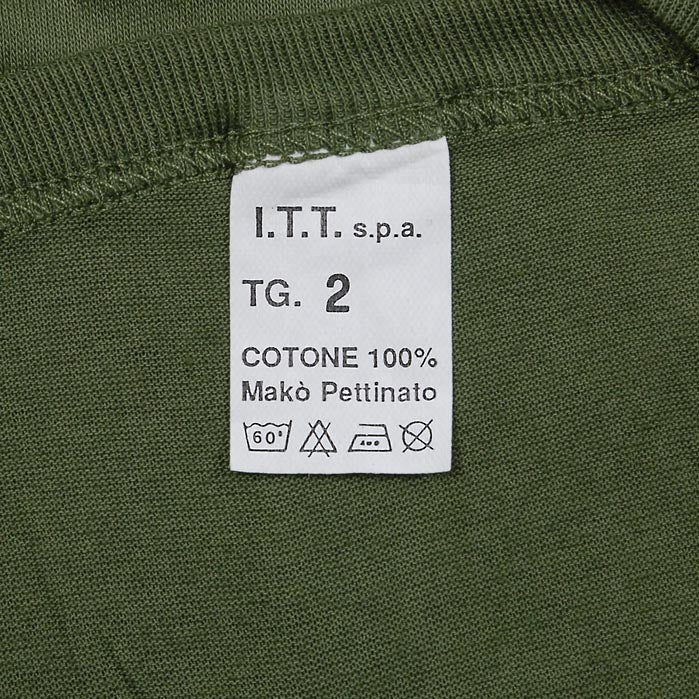 I.T.T. s.p.a.
TG. 2
COTONE 100%
Makò Pettinato
60°